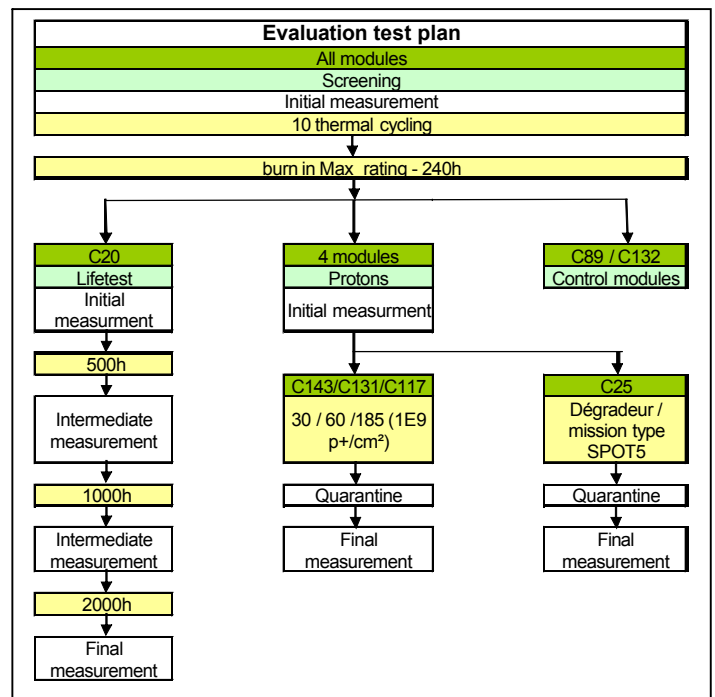 Evaluation test plan
All modules
Screening
Initial measurement
10 thermal cycling
burn in Max rating - 240h
C20
Lifetest
Initial
measurment
500h
Intermediate
measurement
1000h
Intermediate
measurement
2000h
Final
measurement
4 modules
Protons
Initial measurment
C143/C131/C117
30 / 60 /185 (1E9
p+/cm²)
Quarantine
Final
measurement
C25
Dégradeur /
mission type
SPOT5
Quarantine
Final
measurement
C89 / C132
Control modules